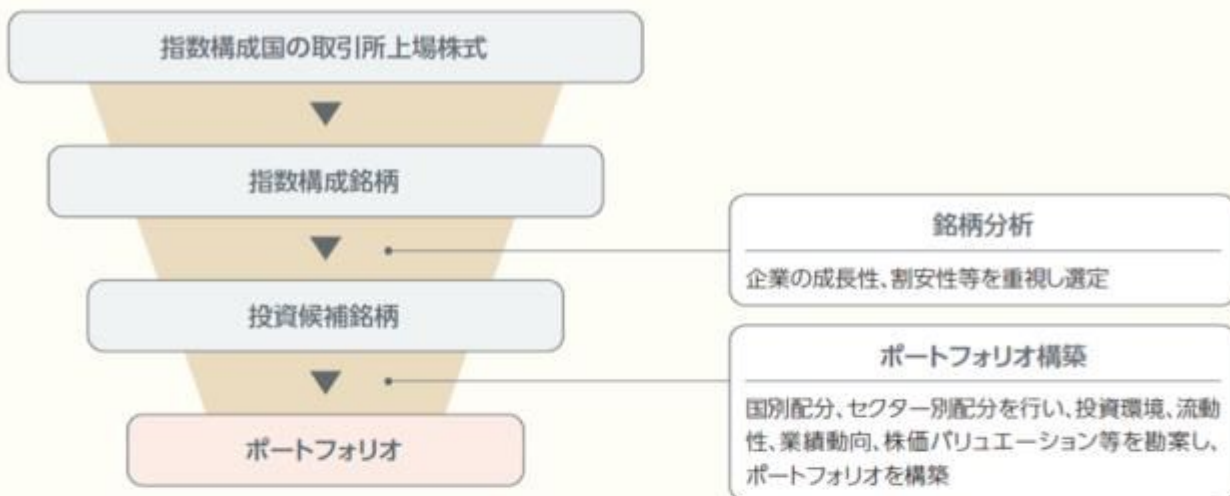 指数構成国の取引所上場株式
指数構成銘柄
銘柄分析
企業の成長性、割安性等を重視し選定
投資候補銘柄
ポートフォリオ構築
国別配分、セクター別配分を行い、投資環境、流動
性、業績動向、株価バリュエーション等を勘案し、
ポートフォリオを構築
ポートフォリオ